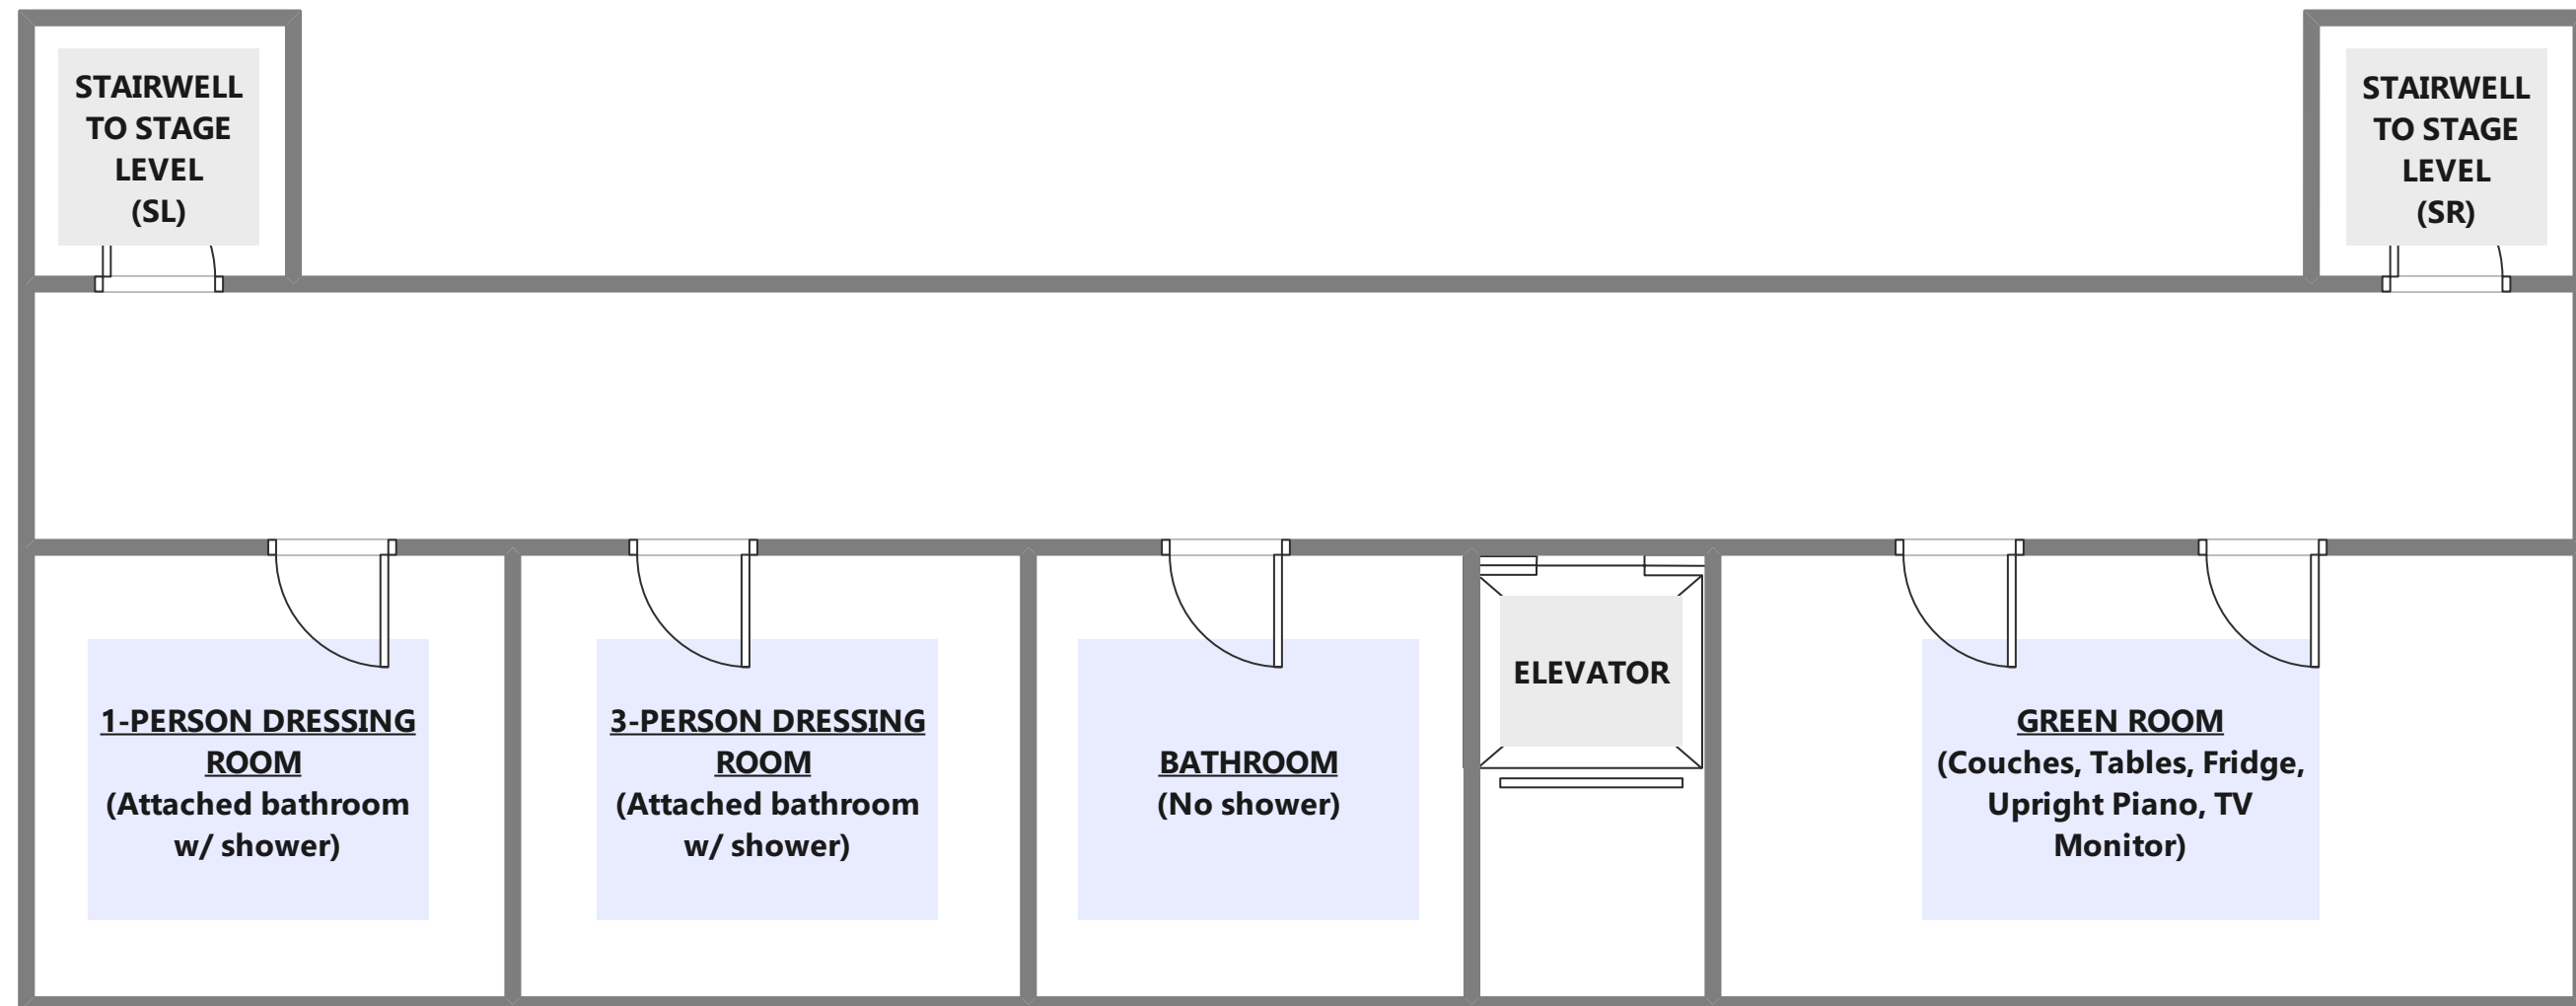 STAIRWELL
TO STAGE
LEVEL
(SL)
STAIRWELL
TO STAGE
LEVEL
(SR)
1-PERSON DRESSING
ROOM
(Attached bathroom
w/ shower)
3-PERSON DRESSING
ROOM
(Attached bathroom
w/ shower)
BATHROOM
(No shower)
ELEVATOR
GREEN ROOM
(Couches, Tables, Fridge,
Upright Piano, TV
Monitor)